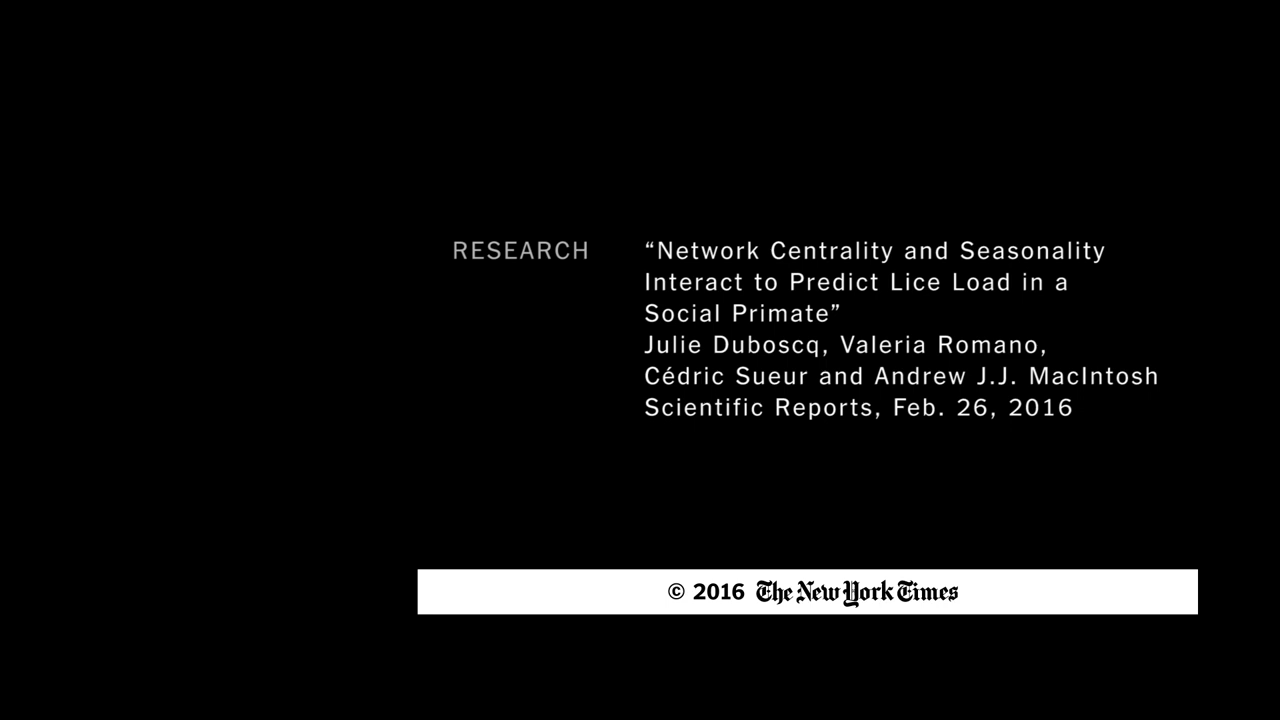 RESEARCH
“Network Centrality and Seasonality
Interact to Predict Lice Load in a
Social Primate”
Julie Duboscq, Valeria Romano,
Cédric Sueur and Andrew J.J. MacIntosh
Scientific Reports, Feb. 26, 2016
© 2016 The New York Times